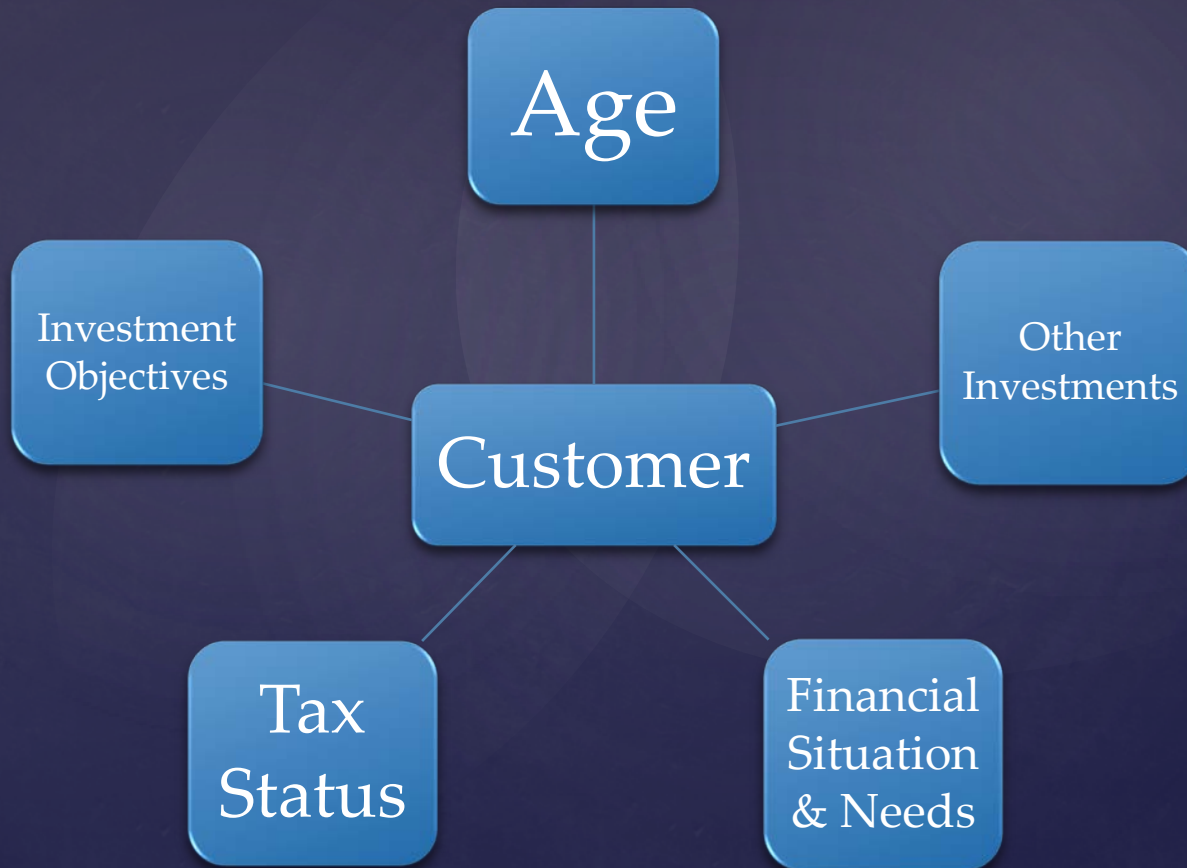 Age
Investment
Objectives
Other
Investments
Customer
Tax
Status
Financial
Situation
& Needs